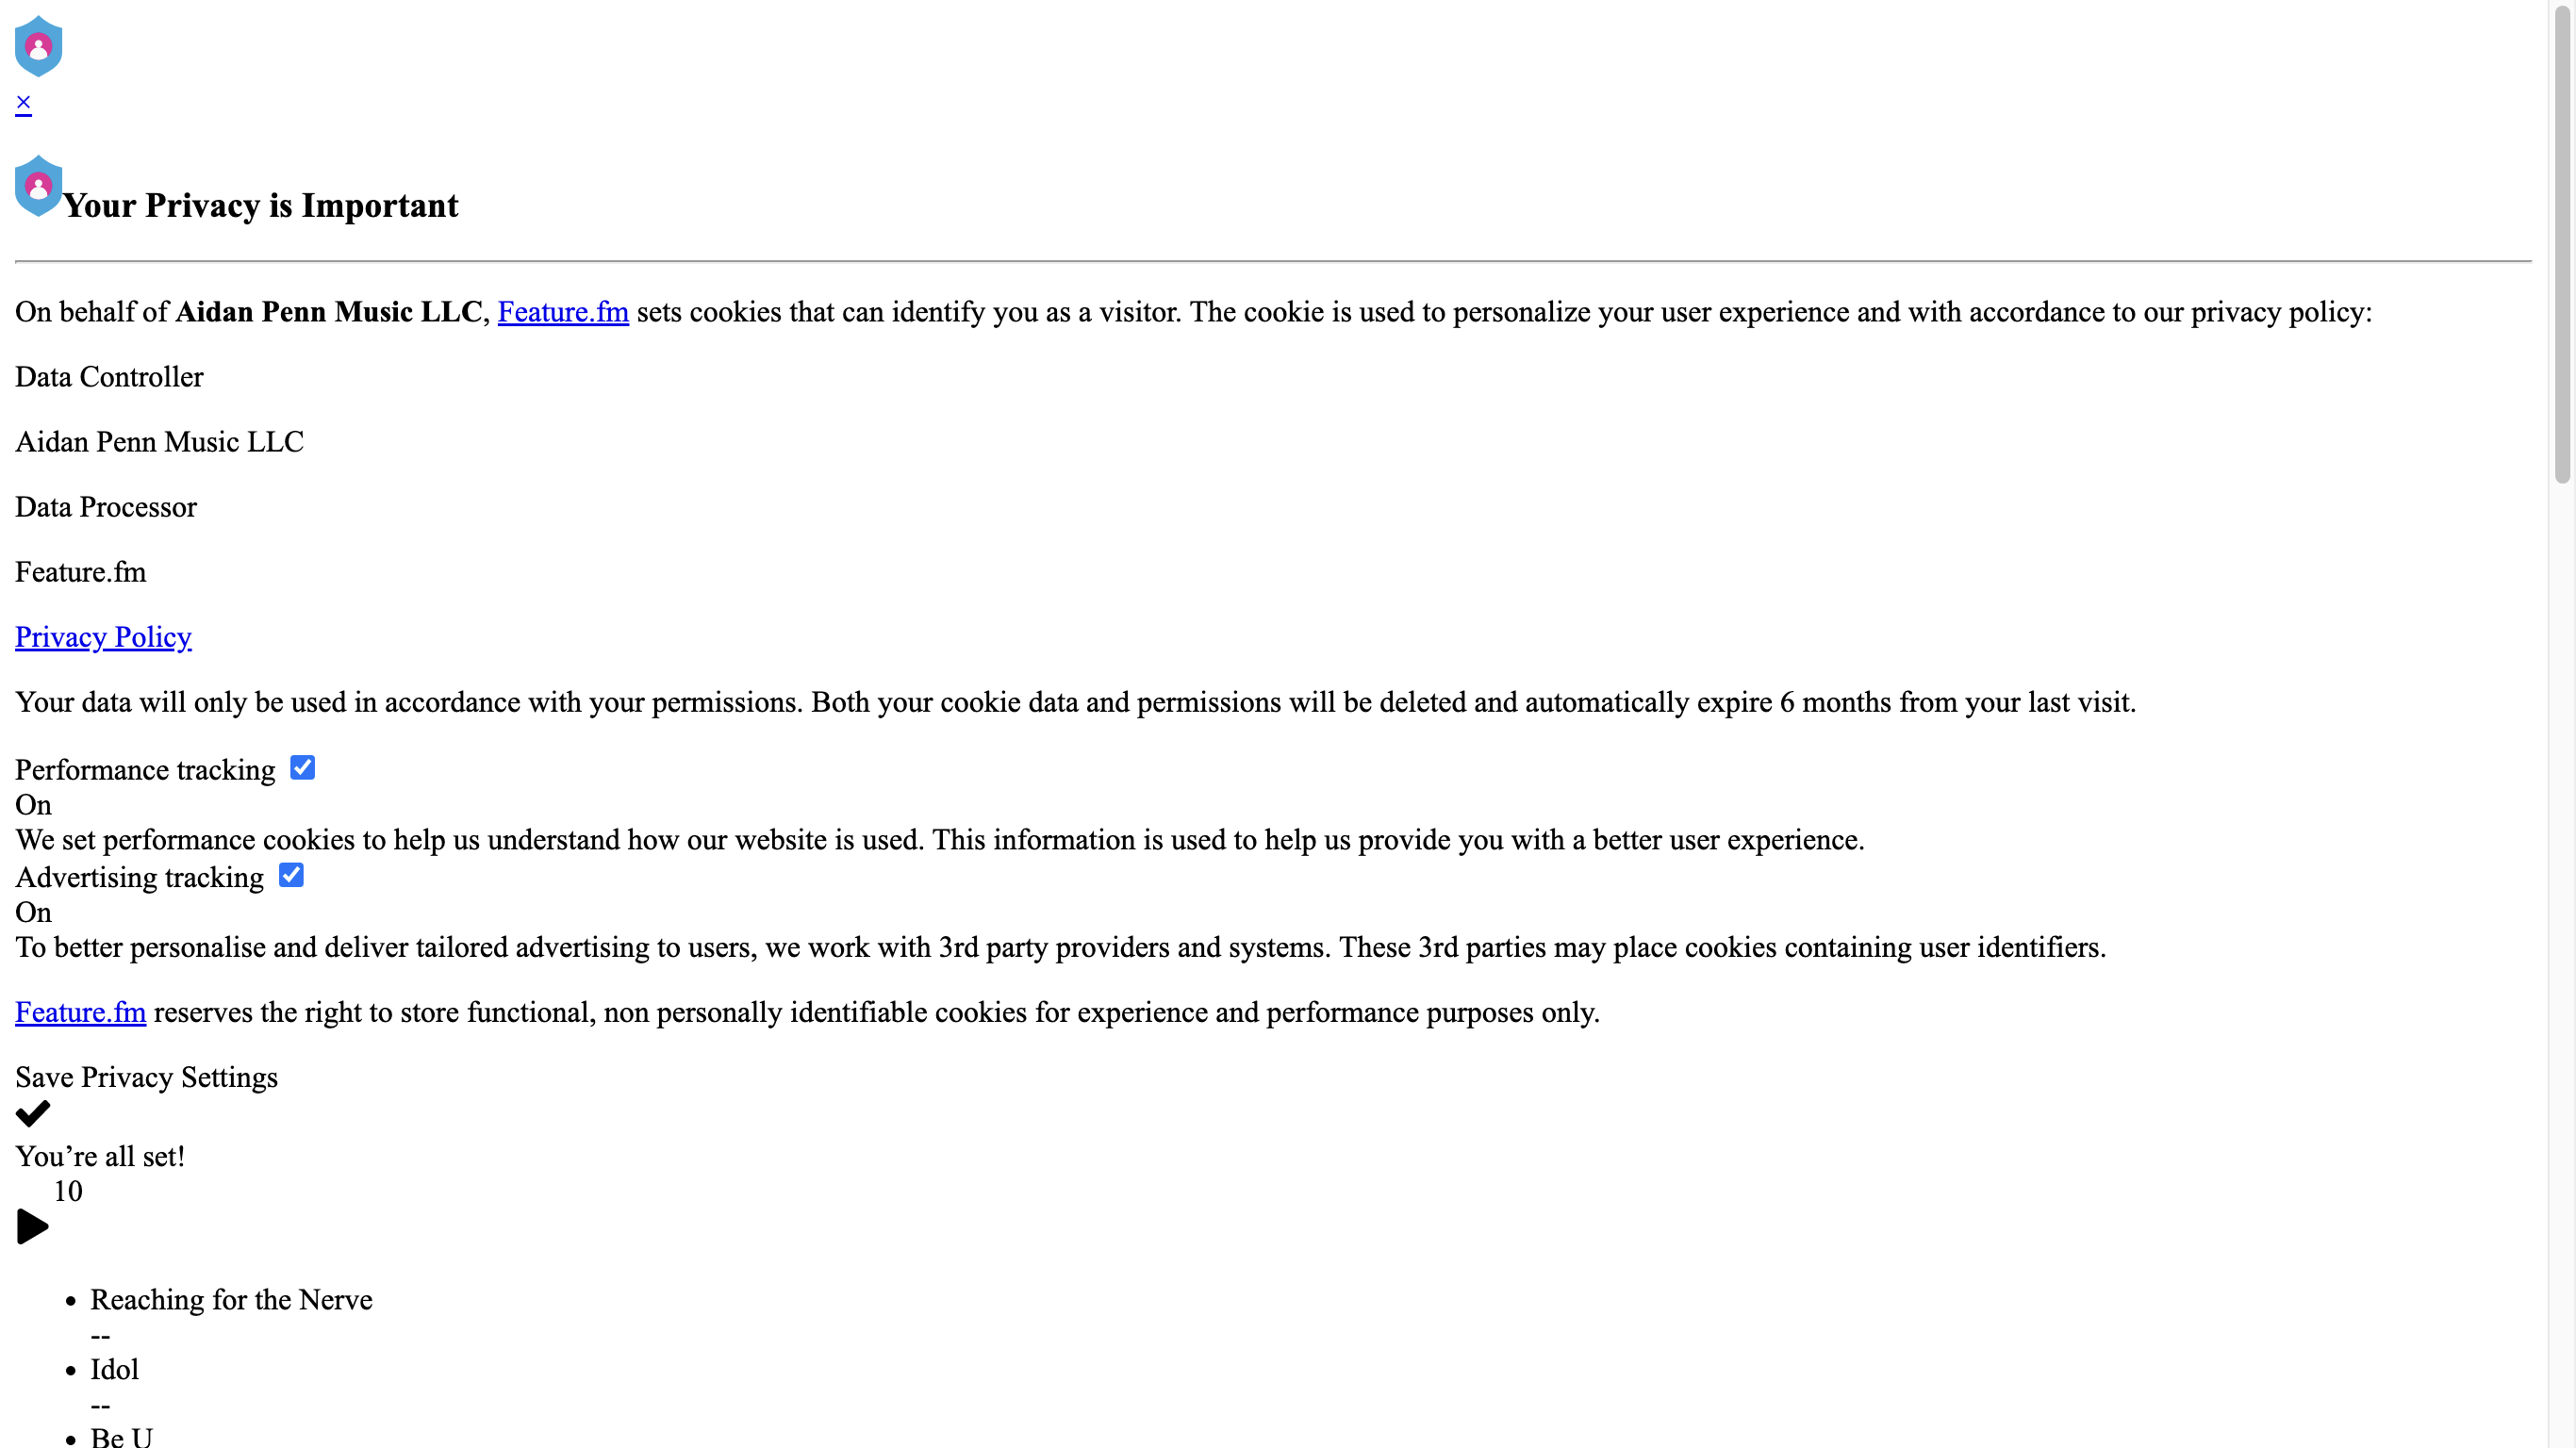 ×
Your Privacy is Important
On behalf of Aidan Penn Music LLC, Feature.fm sets cookies that can identify you as a visitor. The cookie is used to personalize your user experience and with accordance to our privacy policy:
Data Controller
Aidan Penn Music LLC
Data Processor
Feature.fm
Privacy Policy
Your data will only be used in accordance with your permissions. Both your cookie data and permissions will be deleted and automatically expire 6 months from your last visit.
Performance tracking
On
We set performance cookies to help us understand how our website is used. This information is used to help us provide you with a better user experience.
Advertising tracking
On
To better personalise and deliver tailored advertising to users, we work with 3rd party providers and systems. These 3rd parties may place cookies containing user identifiers.
Feature.fm reserves the right to store functional, non personally identifiable cookies for experience and performance purposes only.
Save Privacy Settings
You’re all set!
10
• Reaching for the Nerve
--
• Idol
--
• Be U